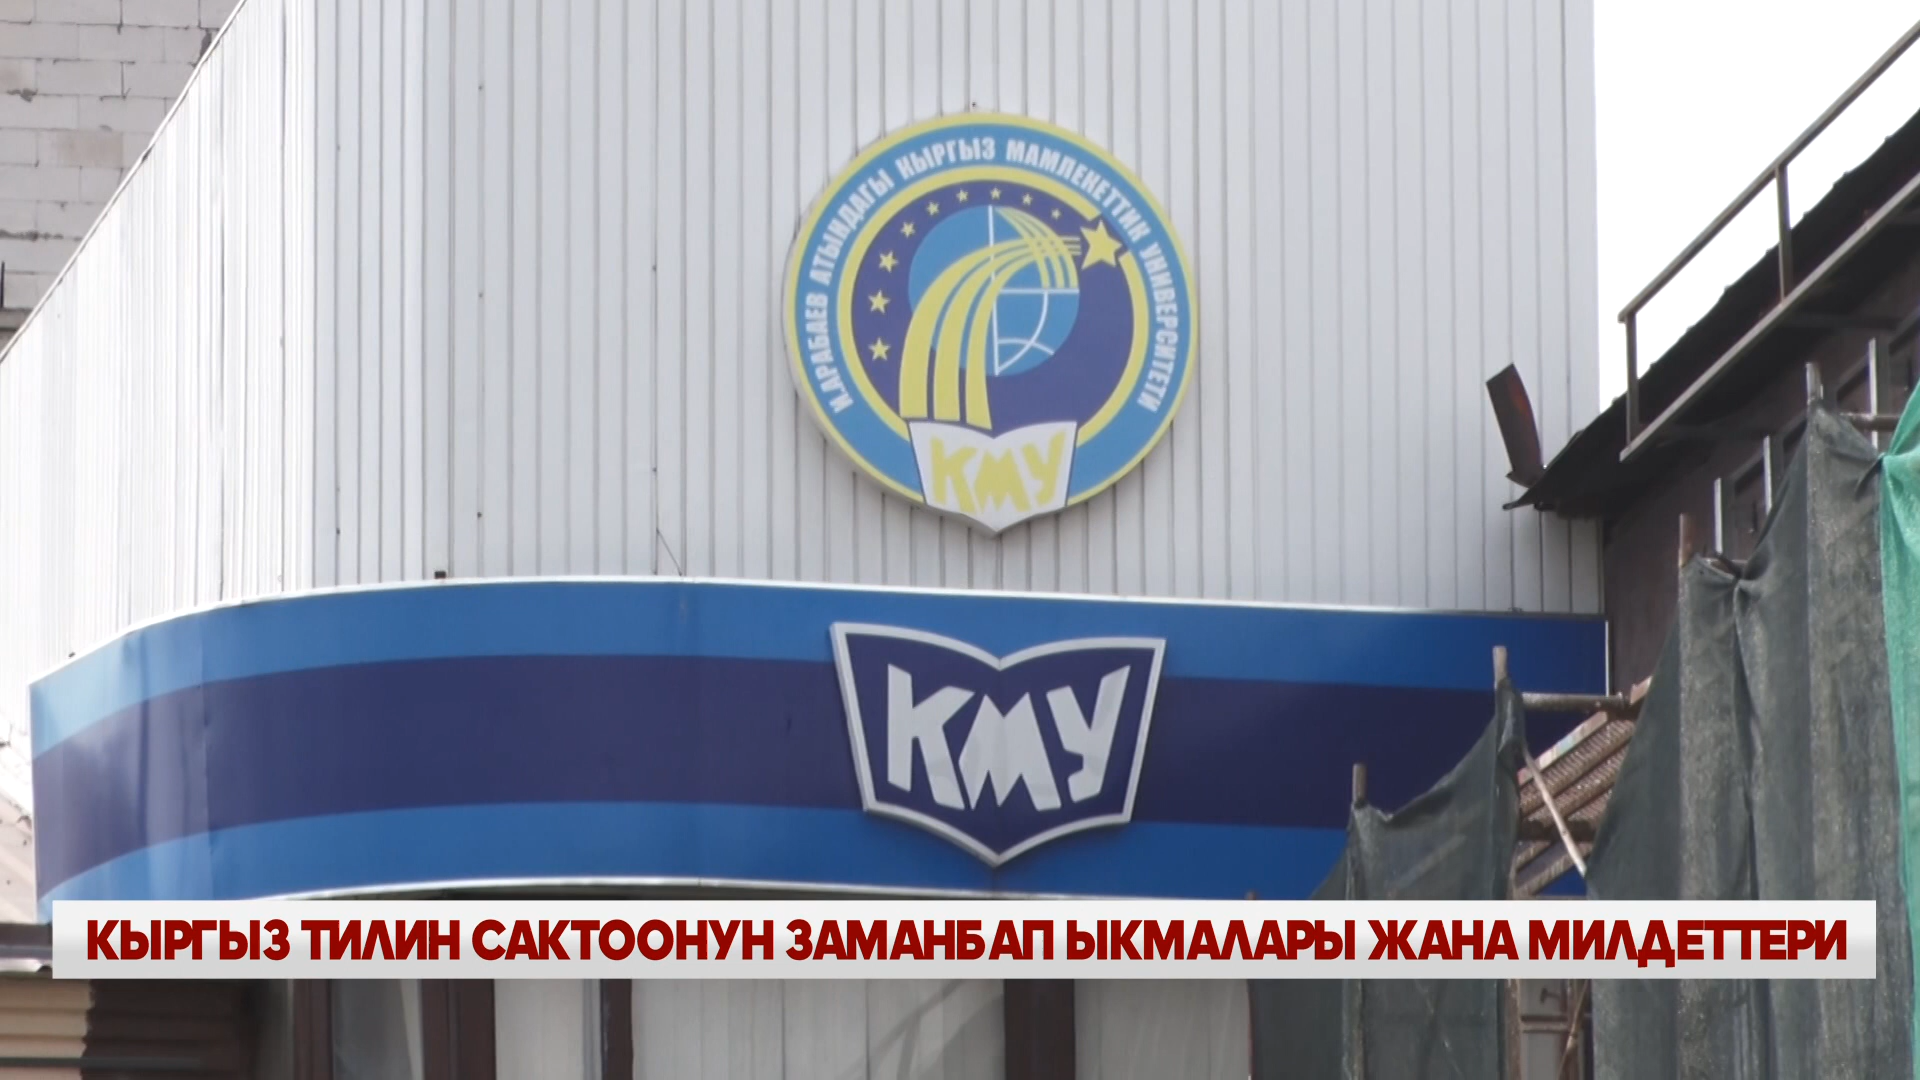 И.АРАБАЕВ АТЫНДАГЫ КЫРГЫЗ МАМЛЕКЕТТИК УНИВЕРСИТЕТИ
КМУ
КМУ
КЫРГЫЗ ТИЛИН САКТООНУН ЗАМАНБАП ЫКМАЛАРЫ ЖАНА МИЛДЕТТЕРИ